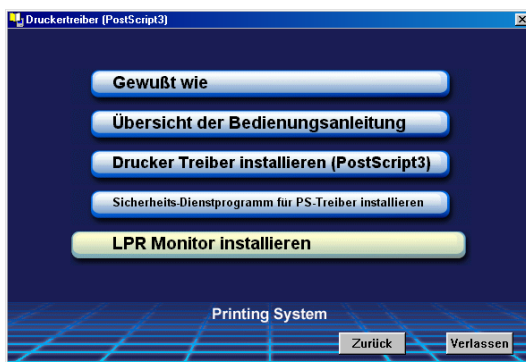 Druckertreiber (PostScript3)
Gewußt wie
Übersicht der Bedienungsanleitung
Drucker Treiber installieren (PostScript3)
Sicherheits-Dienstprogramm für PS-Treiber installieren
LPR Monitor installieren
Printing System
Zurück
Verlassen